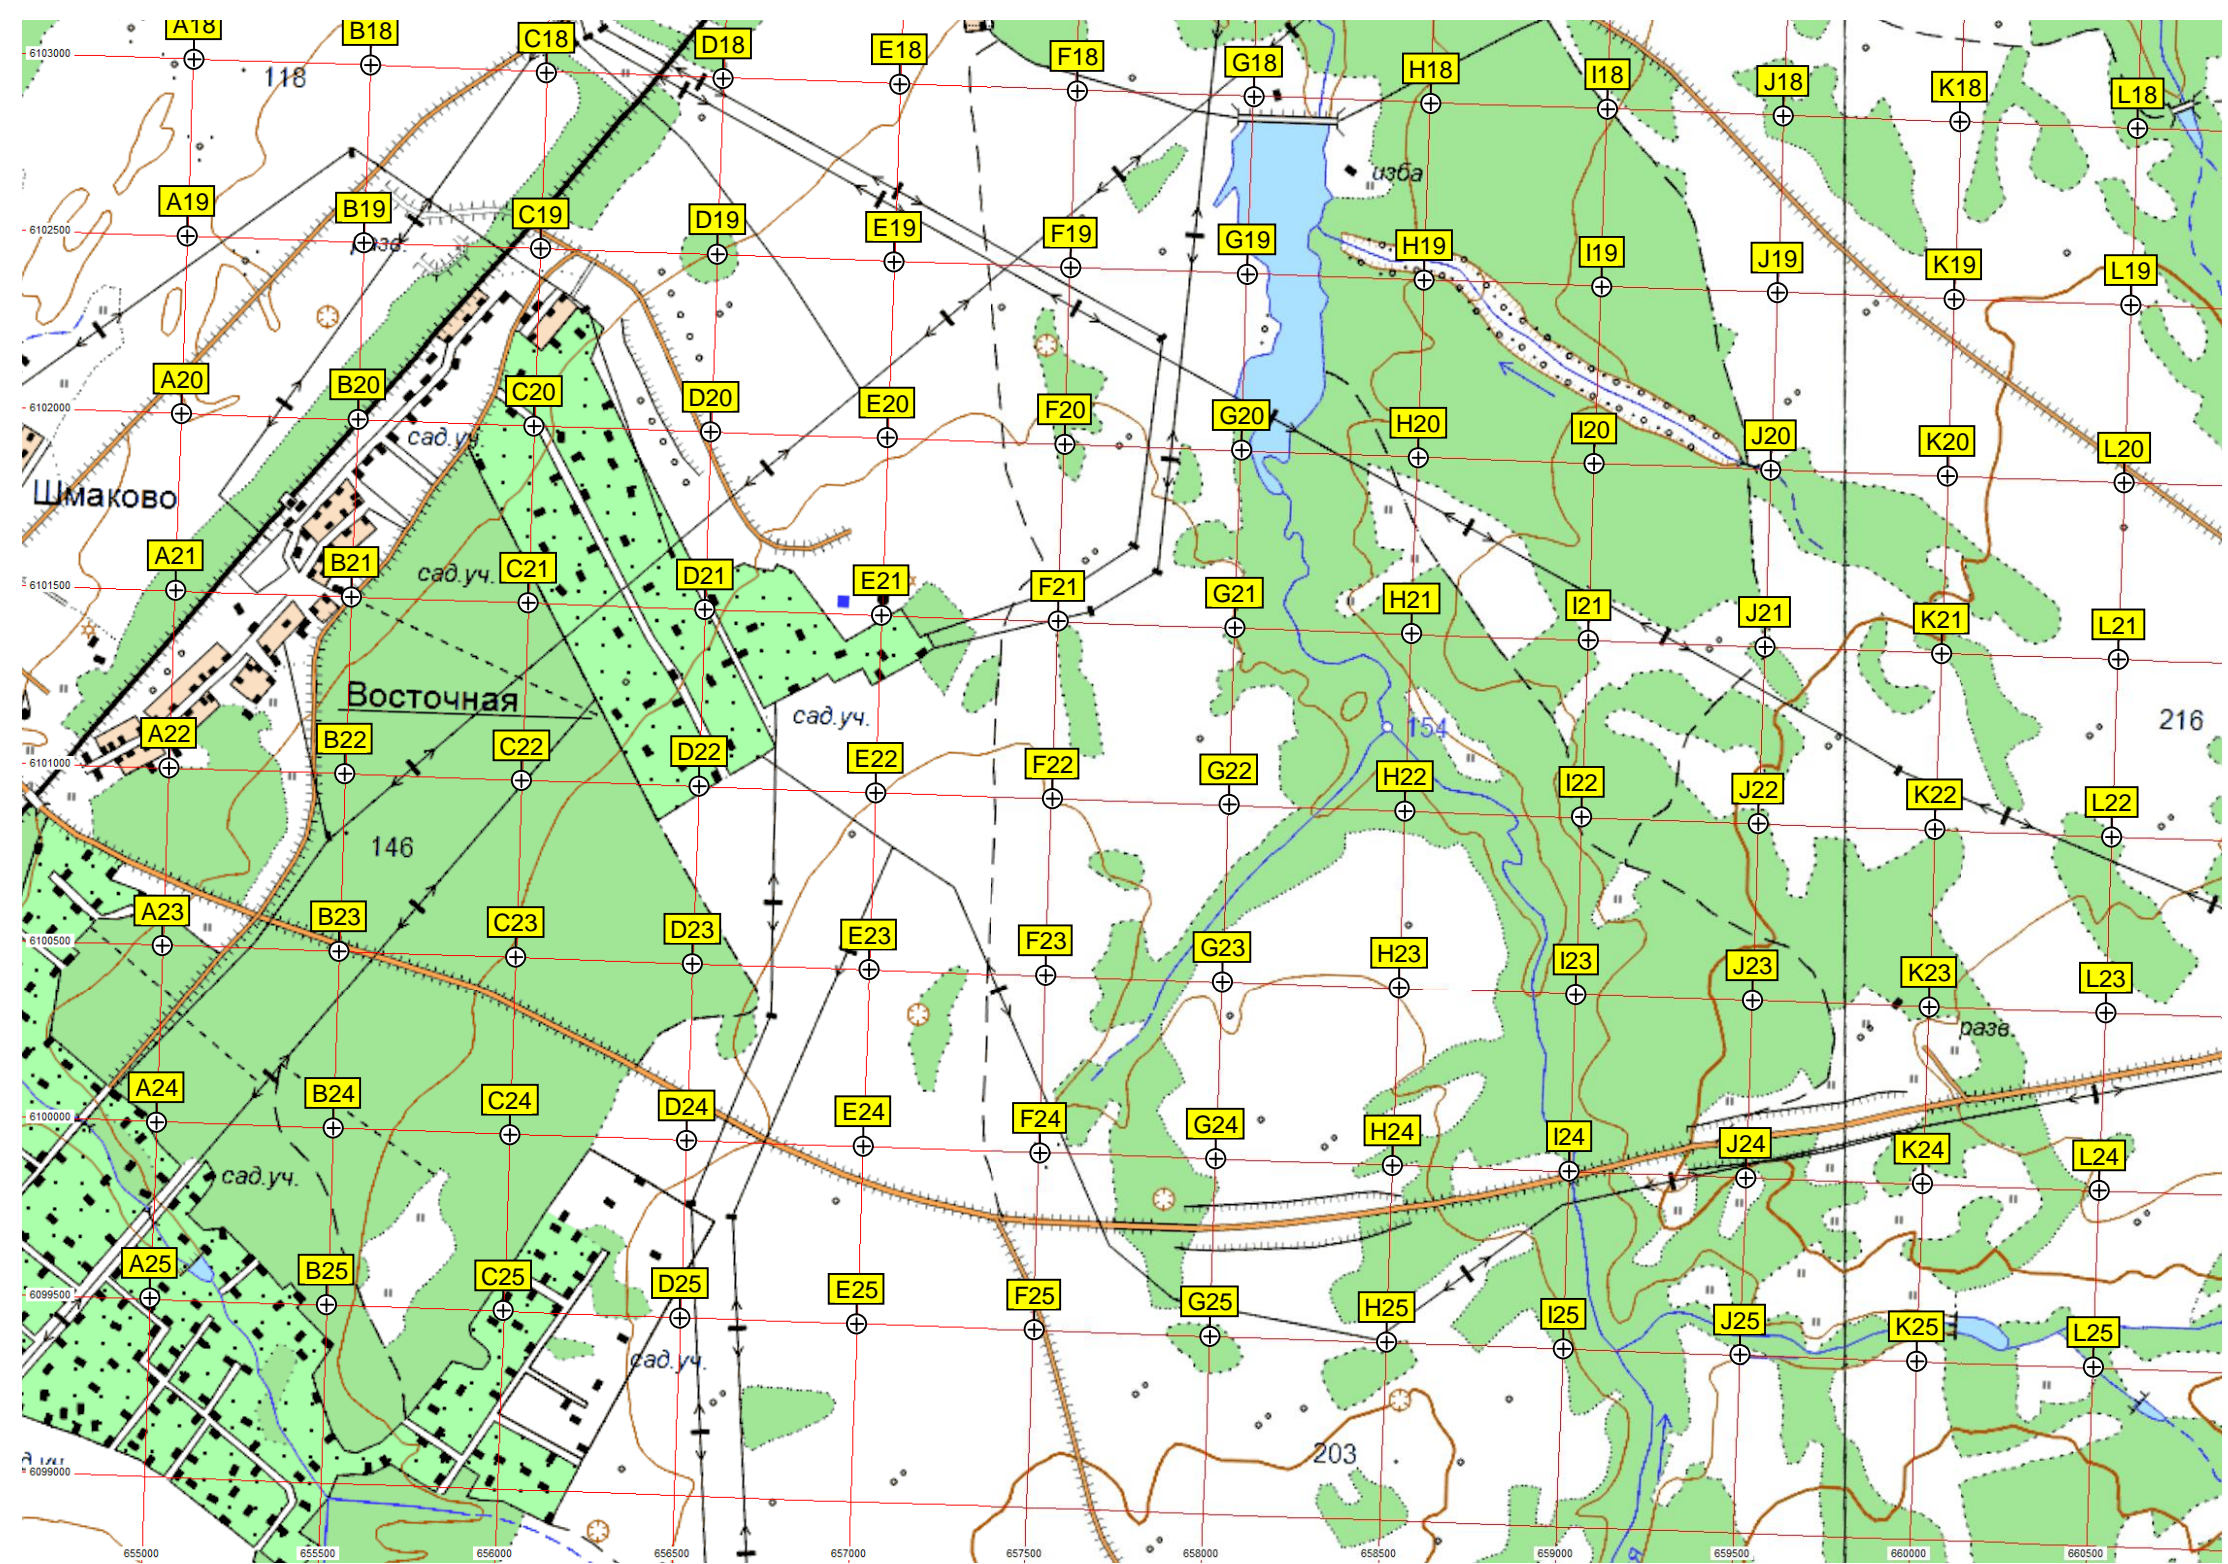 A18 B18 C18 D18 E18 F18 G18 H18 I18 J18 K18 L18
6103000
118
изба
A19 B19 C19 D19 E19 F19 G19 H19 I19 J19 K19 L19
6102500
разв.
A20 B20 C20 D20 E20 F20 G20 H20 I20 J20 K20 L20
6102000
сад.уч.
Шмаково
A21 B21 C21 D21 E21 F21 G21 H21 I21 J21 K21 L21
6101500
сад.уч.
Восточная
сад.уч.
154
216
A22 B22 C22 D22 E22 F22 G22 H22 I22 J22 K22 L22
6101000
146
A23 B23 C23 D23 E23 F23 G23 H23 I23 J23 K23 L23
6100500
разв.
A24 B24 C24 D24 E24 F24 G24 H24 I24 J24 K24 L24
6100000
сад.уч.
A25 B25 C25 D25 E25 F25 G25 H25 I25 J25 K25 L25
6099500
сад.уч.
203
6099000
655000 655500 656000 656500 657000 657500 658000 658500 659000 659500 660000 660500